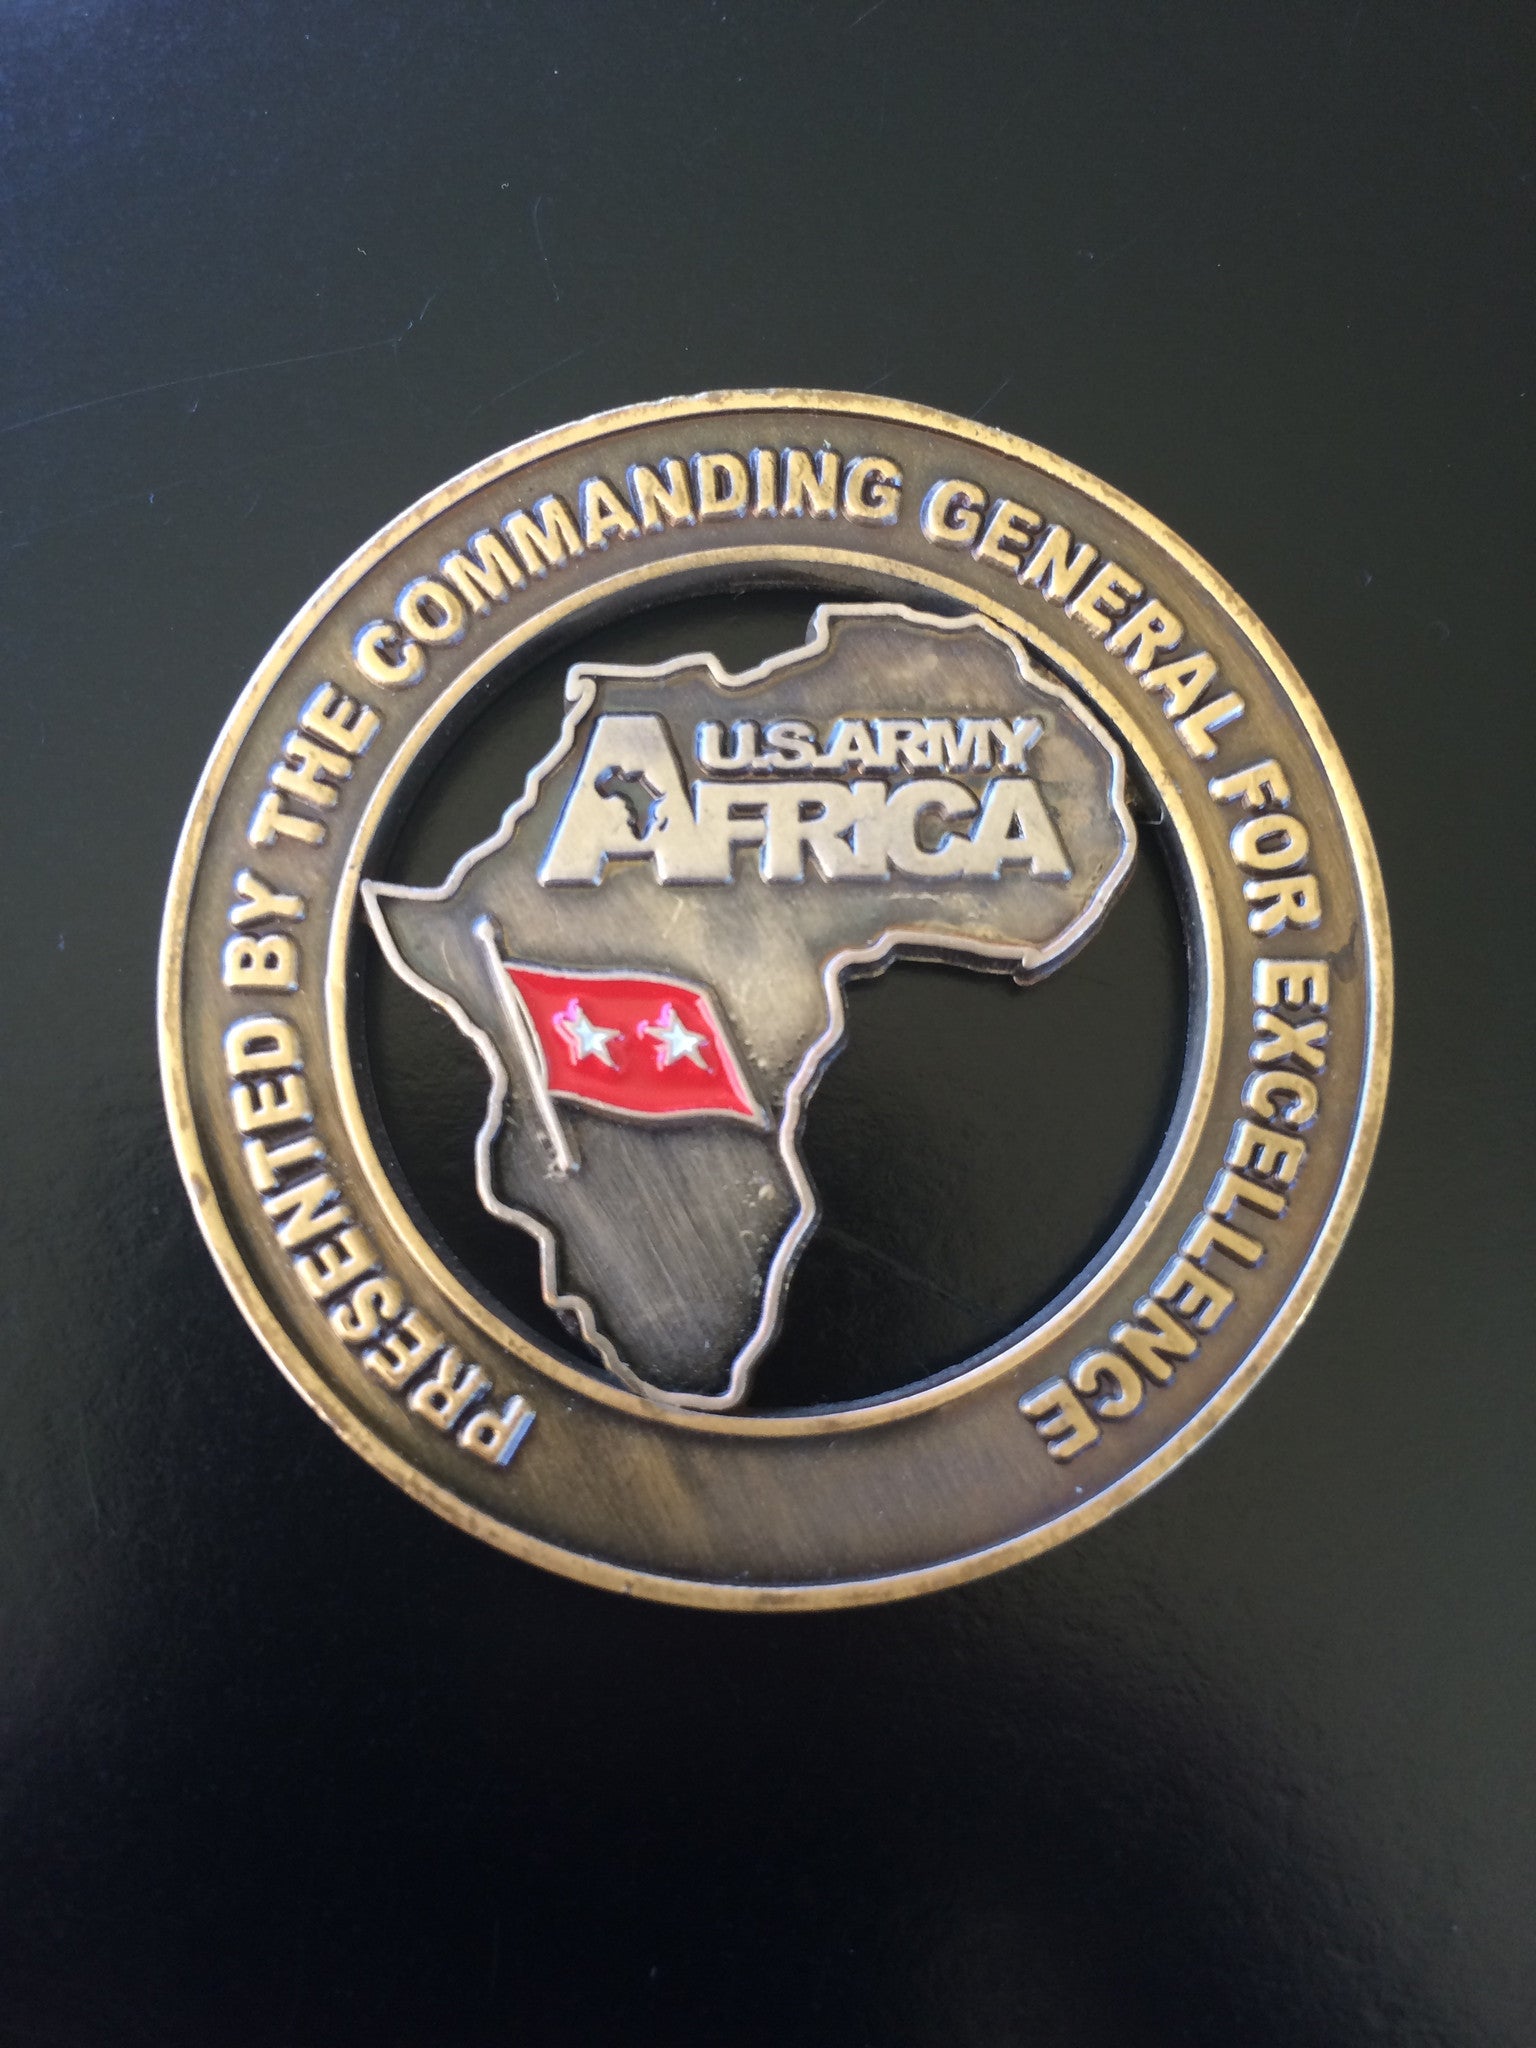 PRESENTED BY THE COMMANDING GENERAL FOR EXCELLENCE
U.S. ARMY
AFRICA